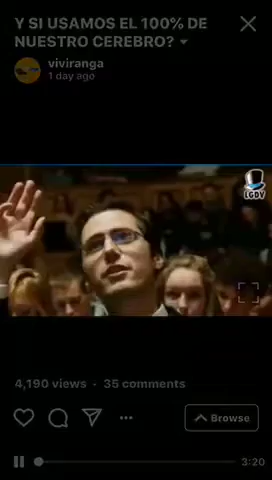 Y SI USAMOS EL 100% DE
NUESTRO CEREBRO?
viviranga
1 day ago
LGDV
4,190 views · 35 comments
Browse
3:20